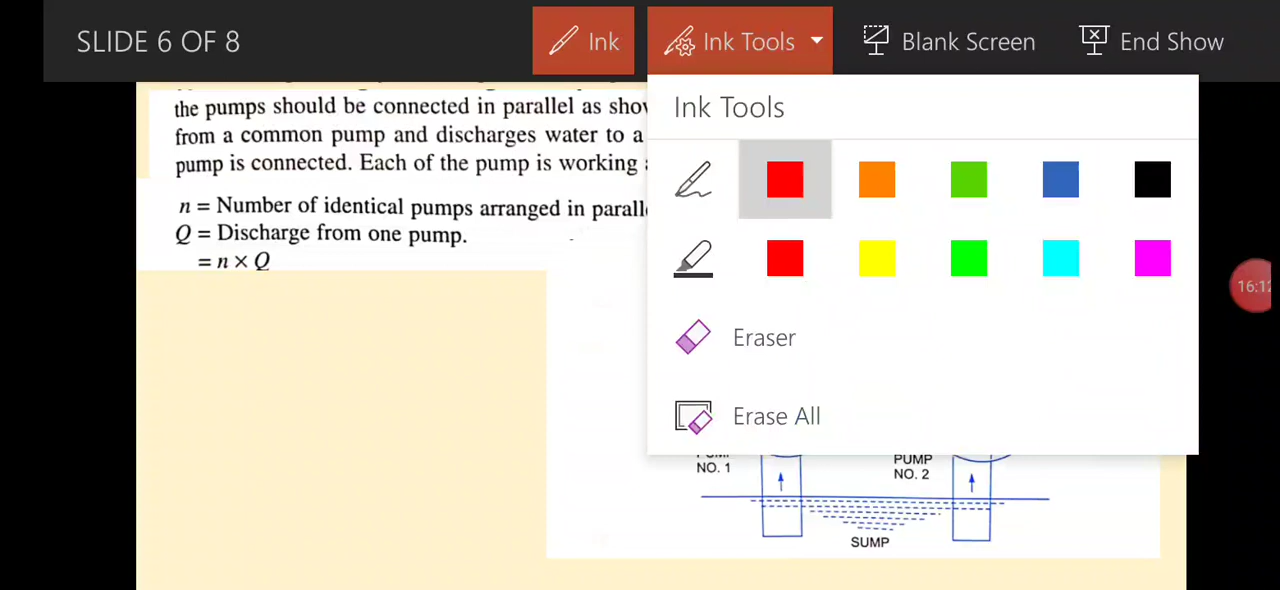 SLIDE 6 OF 8
Ink
Ink Tools
Blank Screen
End Show
Ink Tools
the pumps should be connected in parallel as
from a common pump and discharges water to a
pump is connected. Each of the pump is working
n = Number of identical pumps arranged in
Q = Discharge from one pump.
= n × Q
Eraser
Erase All
NO. 1
PUMP
NO. 2
SUMP
16:12